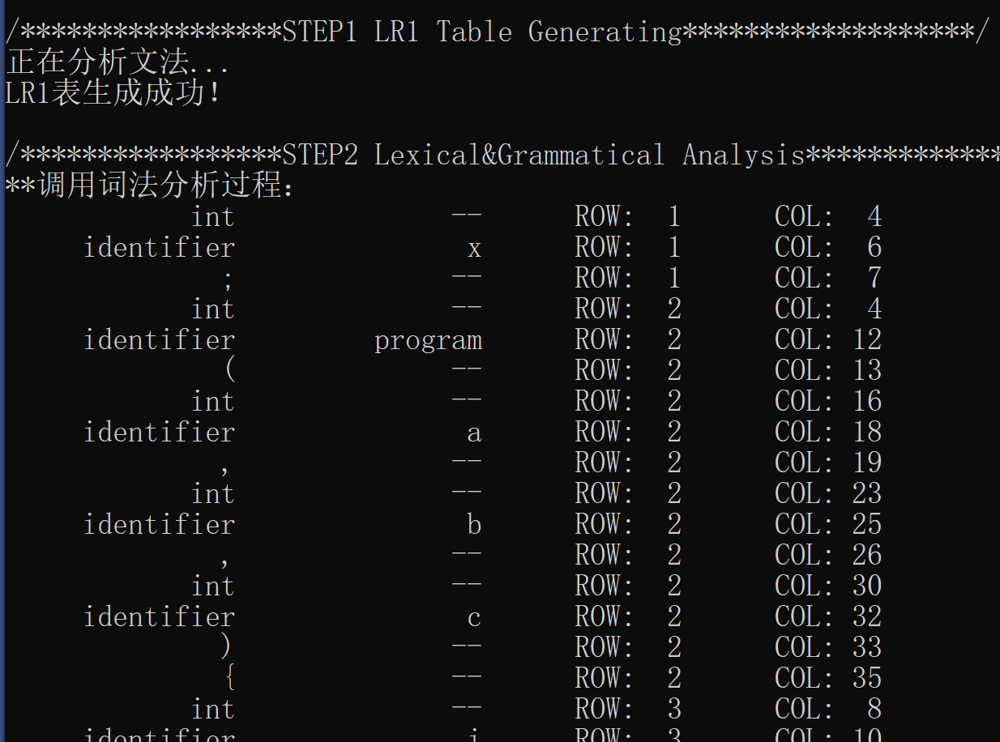 /*****************STEP1 LR1 Table Generating*******************/
正在分析文法...
LR1表生成成功!
/*****************STEP2 Lexical&Grammatical Analysis*************
**调用词法分析过程:
int -- ROW: 1 COL: 4
identifier x ROW: 1 COL: 6
; -- ROW: 1 COL: 7
int -- ROW: 2 COL: 4
identifier program ROW: 2 COL: 12
( -- ROW: 2 COL: 13
int -- ROW: 2 COL: 16
identifier a ROW: 2 COL: 18
, -- ROW: 2 COL: 19
int -- ROW: 2 COL: 23
identifier b ROW: 2 COL: 25
, -- ROW: 2 COL: 26
int -- ROW: 2 COL: 30
identifier c ROW: 2 COL: 32
) -- ROW: 2 COL: 33
{ -- ROW: 2 COL: 35
int -- ROW: 3 COL: 8
identifier i ROW: 3 COL: 10